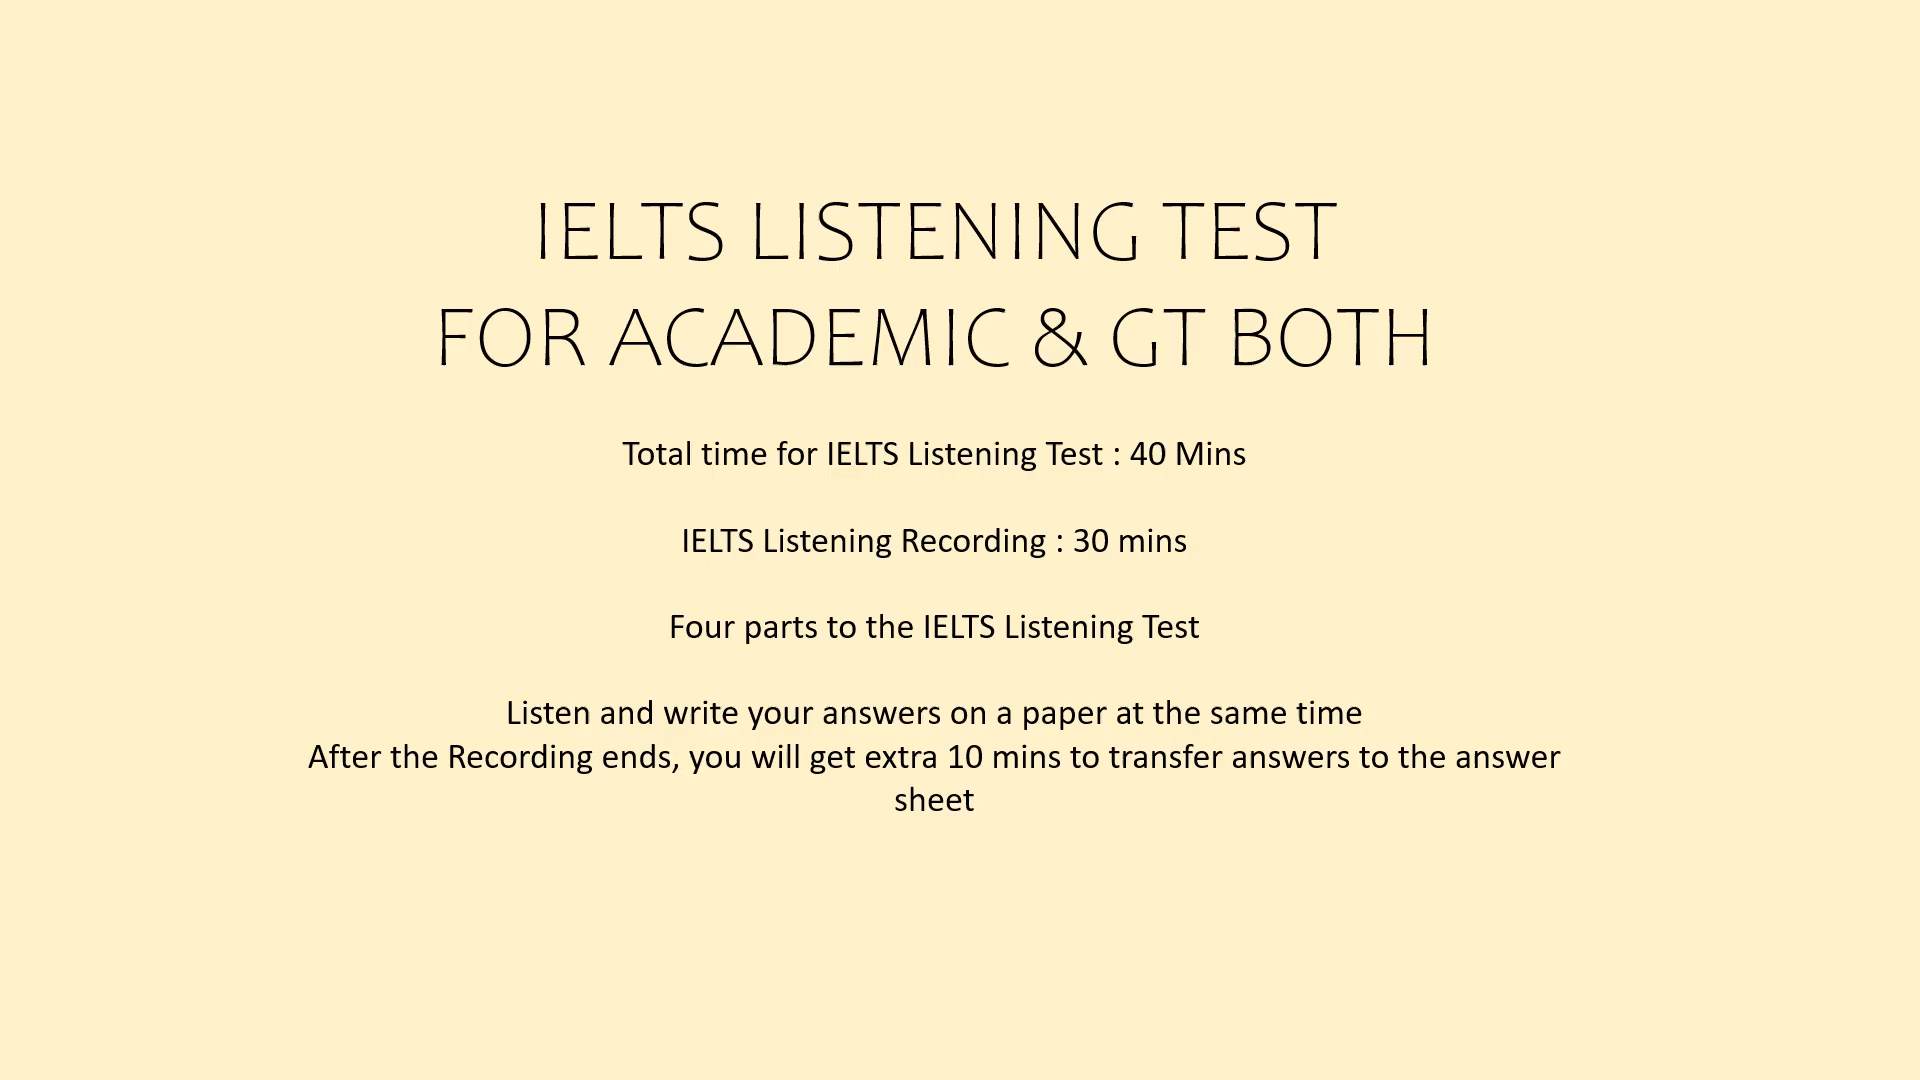 IELTS LISTENING TEST
FOR ACADEMIC & GT BOTH
Total time for IELTS Listening Test : 40 Mins
IELTS Listening Recording : 30 mins
Four parts to the IELTS Listening Test
Listen and write your answers on a paper at the same time
After the Recording ends, you will get extra 10 mins to transfer answers to the answer
sheet